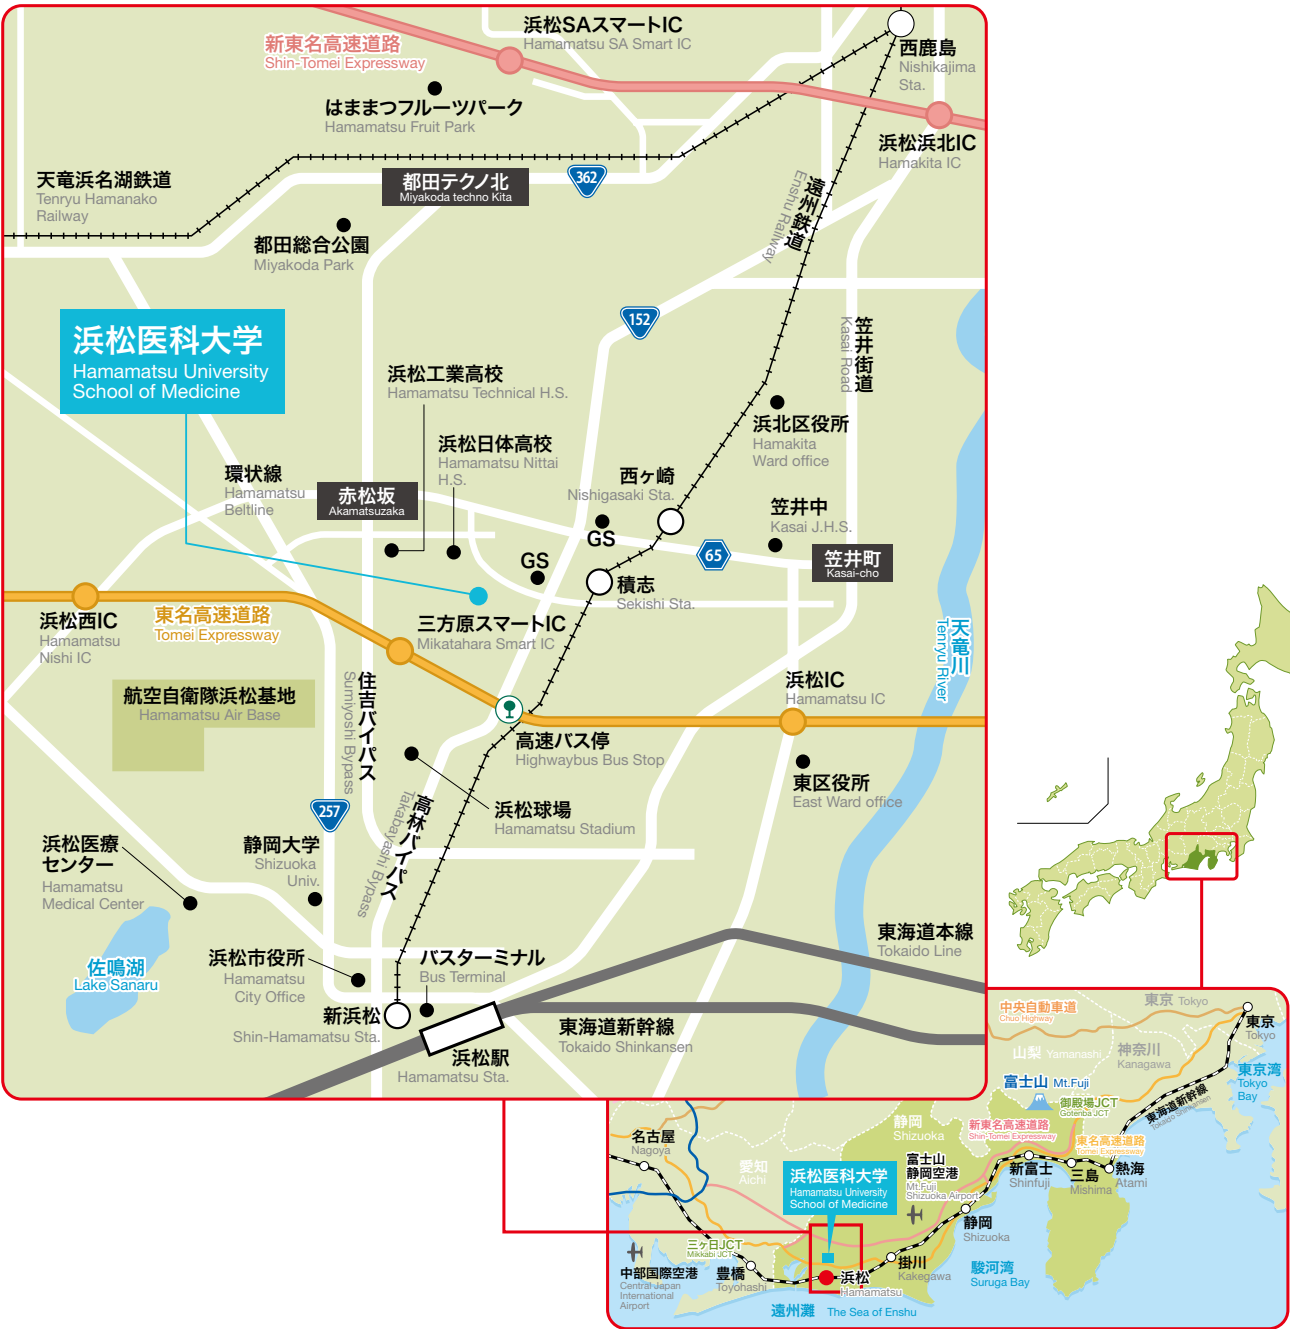 浜松SAスマートIC
Hamamatsu SA Smart IC
新東名高速道路
Shin-Tomei Expressway
西鹿島
Nishikajima
Sta.
はままつフルーツパーク
Hamamatsu Fruit Park
浜松浜北IC
Hamakita IC
天竜浜名湖鉄道
Tenryu Hamanako
Railway
都田テクノ北
Miyakoda techno Kita
362
遠州鉄道
Enshu Railway
都田総合公園
Miyakoda Park
152
笠井街道
Kasai Road
浜松医科大学
Hamamatsu University
School of Medicine
浜松工業高校
Hamamatsu Technical H.S.
浜北区役所
Hamakita
Ward office
浜松日体高校
Hamamatsu Nittai
H.S.
環状線
Hamamatsu
Beltline
赤松坂
Akamatsuzaka
西ヶ崎
Nishigasaki Sta.
笠井中
Kasai J.H.S.
GS
GS
65
笠井町
Kasai-cho
積志
Sekishi Sta.
浜松西IC
Hamamatsu
Nishi IC
東名高速道路
Tomei Expressway
三方原スマートIC
Mikatahara Smart IC
天竜川
Tenryu River
航空自衛隊浜松基地
Hamamatsu Air Base
住吉バイパス
Sumiyoshi Bypass
浜松IC
Hamamatsu IC
高速バス停
Highwaybus Bus Stop
東区役所
East Ward office
257
高林バイパス
Takabayashi Bypass
浜松球場
Hamamatsu Stadium
浜松医療
センター
Hamamatsu
Medical Center
静岡大学
Shizuoka
Univ.
佐鳴湖
Lake Sanaru
浜松市役所
Hamamatsu
City Office
バスターミナル
Bus Terminal
東海道本線
Tokaido Line
新浜松
Shin-Hamamatsu Sta.
東海道新幹線
Tokaido Shinkansen
浜松駅
Hamamatsu Sta.
中央自動車道
Chuo Highway
東京 Tokyo
東京
Tokyo
山梨 Yamanashi
神奈川
Kanagawa
東京湾
Tokyo
Bay
富士山 Mt.Fuji
御殿場JCT
Gotenba JCT
東海道新幹線
Tokaido Shinkansen
静岡
Shizuoka
新東名高速道路
Shin-Tomei Expressway
東名高速道路
Tomei Expressway
名古屋
Nagoya
愛知
Aichi
浜松医科大学
Hamamatsu University
School of Medicine
富士山
静岡空港
Mt.Fuji
Shizuoka Airport
新富士
Shinfuji
三島
Mishima
熱海
Atami
静岡
Shizuoka
三ヶ日JCT
Mikkabi JCT
中部国際空港
Central Japan
International
Airport
豊橋
Toyohashi
浜松
Hamamatsu
掛川
Kakegawa
駿河湾
Suruga Bay
遠州灘 The Sea of Enshu